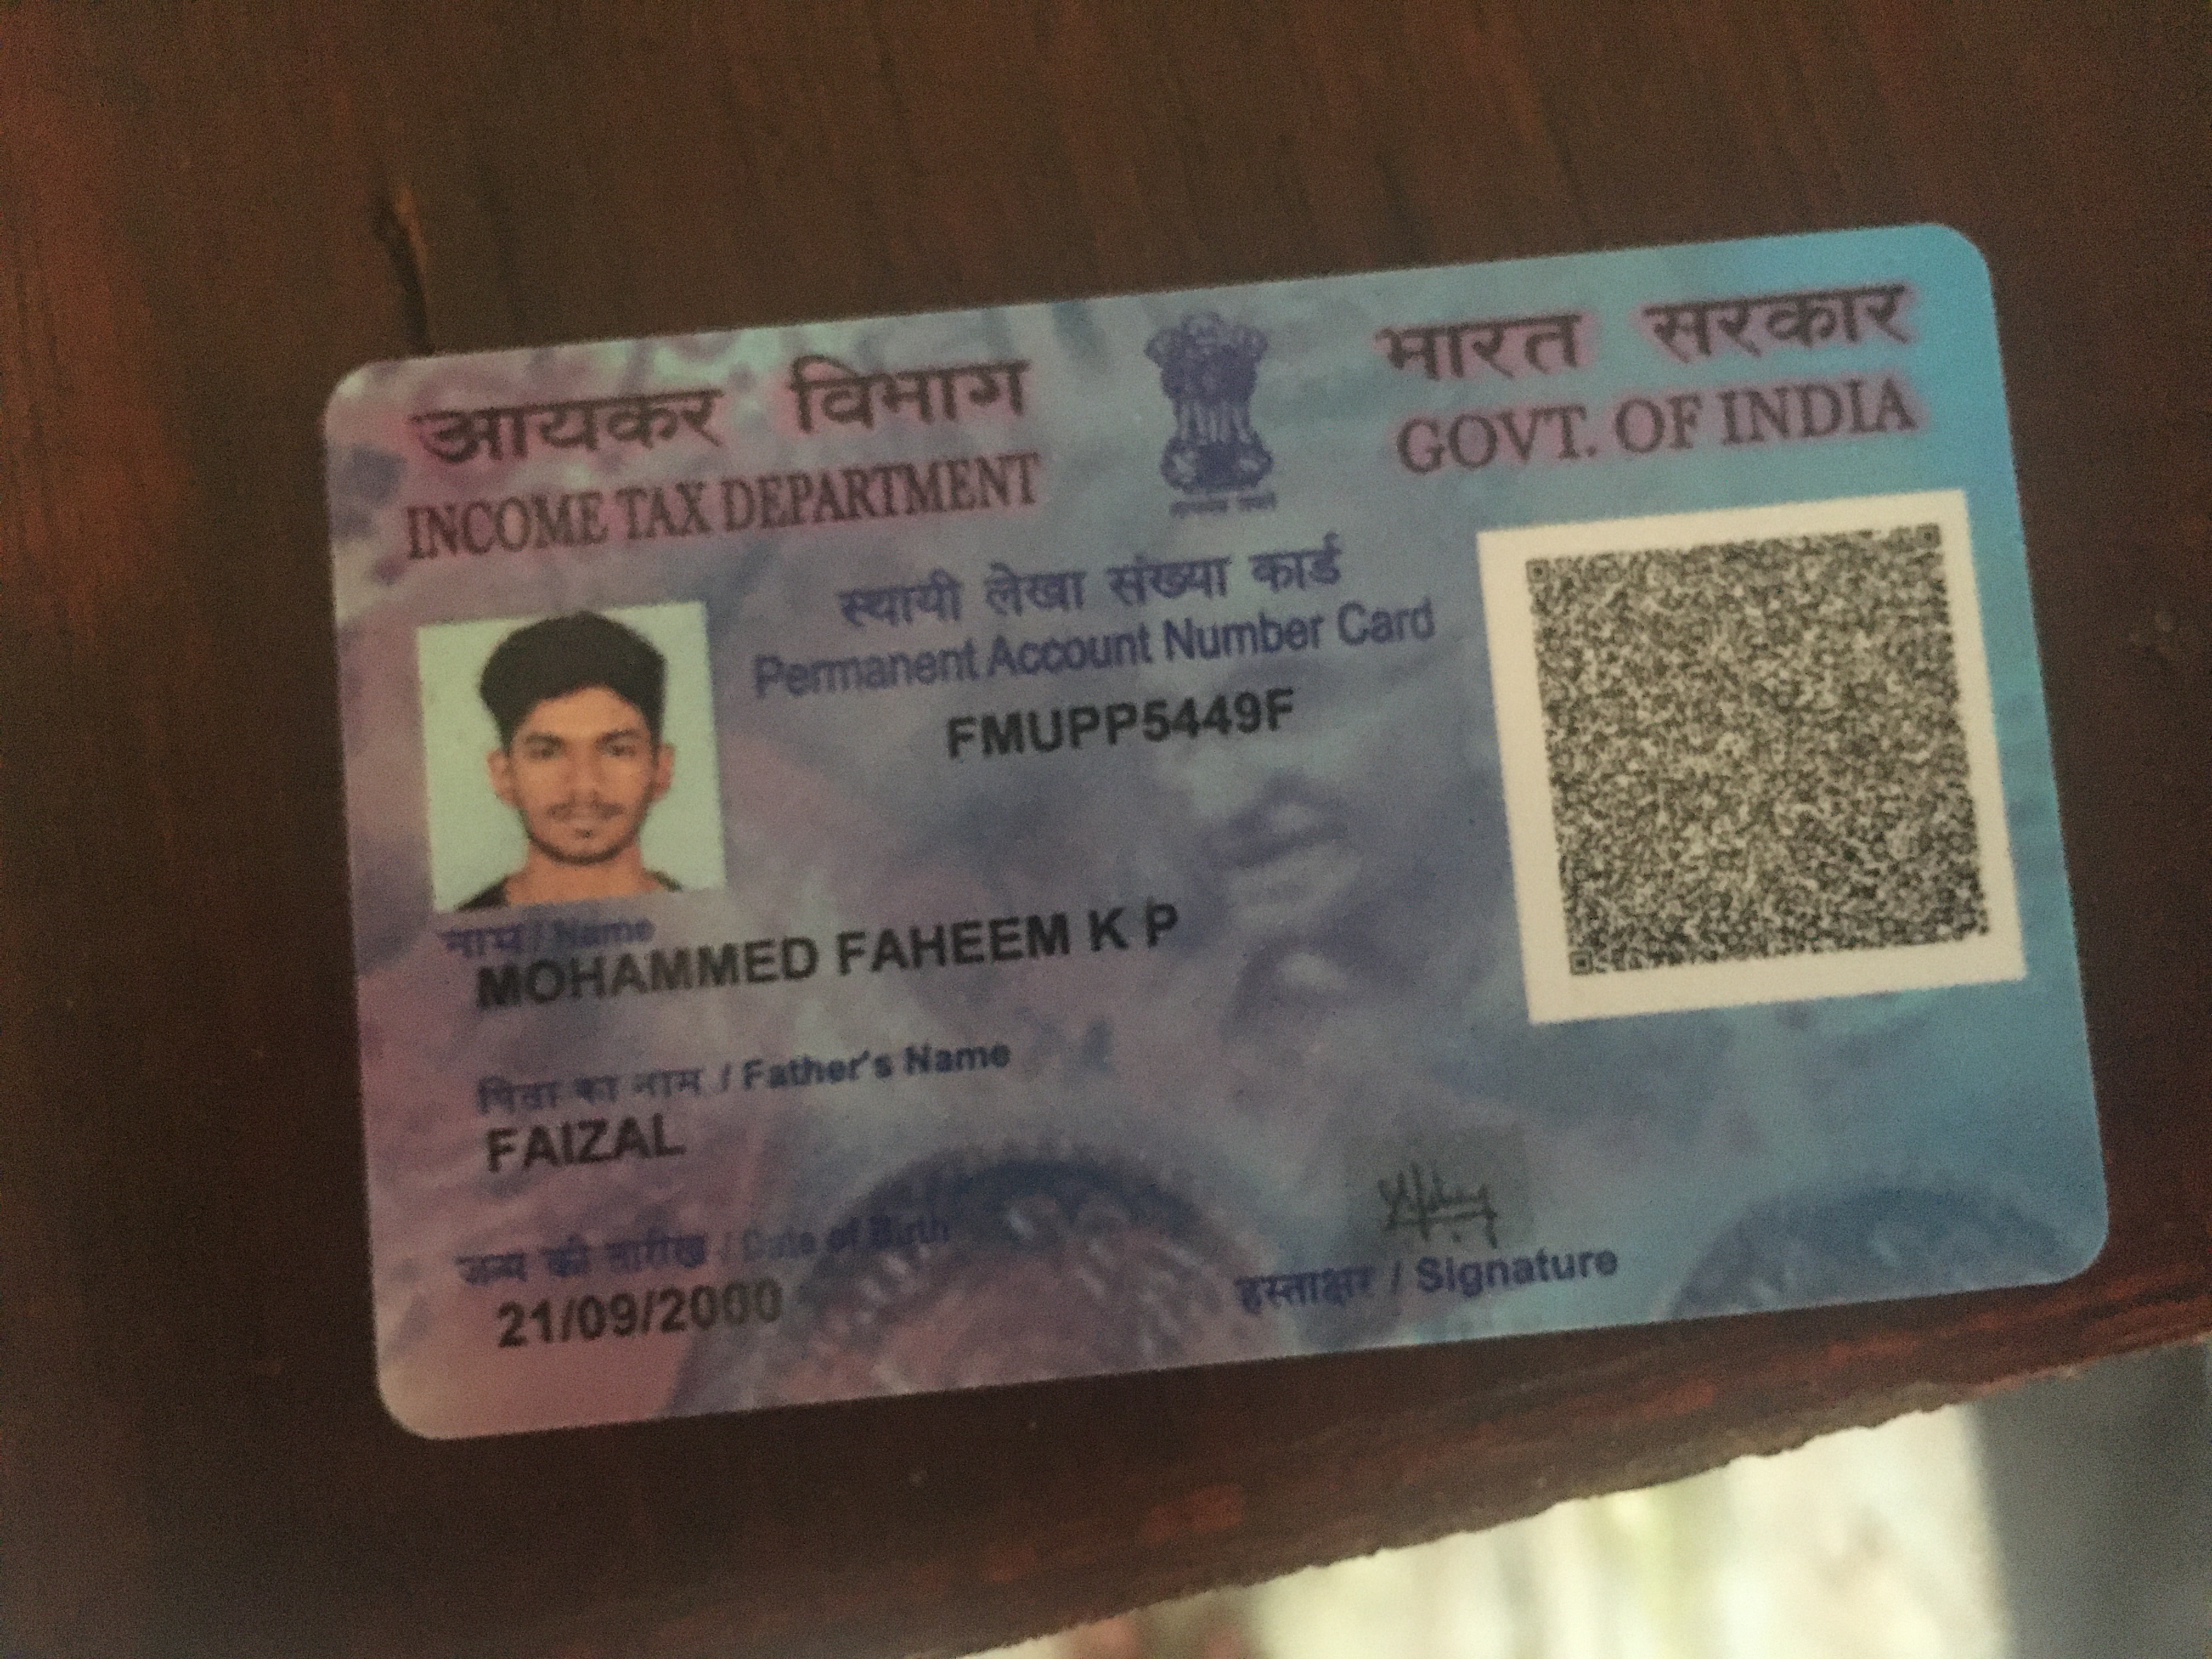 आयकर विभाग
INCOME TAX DEPARTMENT
भारत सरकार
GOVT. OF INDIA
स्थायी लेखा संख्या कार्ड
Permanent Account Number Card
FMUPP5449F
नाम / Name
MOHAMMED FAHEEM K P
पिता का नाम / Father's Name
FAIZAL
जन्म की तारीख / Date of Birth
21/09/2000
हस्ताक्षर / Signature